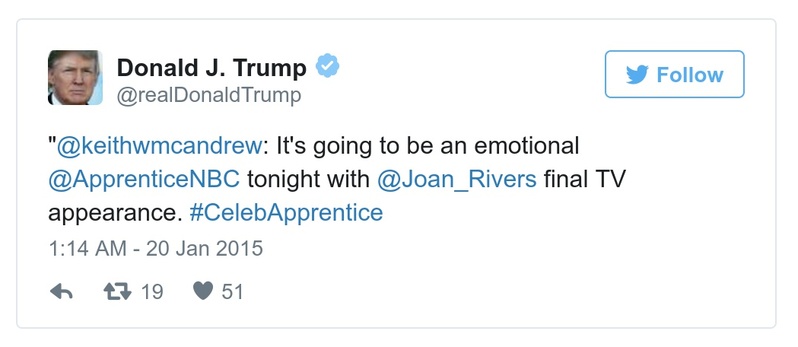 Donald J. Trump
@realDonaldTrump
Follow
"@keithwmcandrew: It's going to be an emotional
@ApprenticeNBC tonight with @Joan_Rivers final TV
appearance. #CelebApprentice
1:14 AM - 20 Jan 2015
19 51